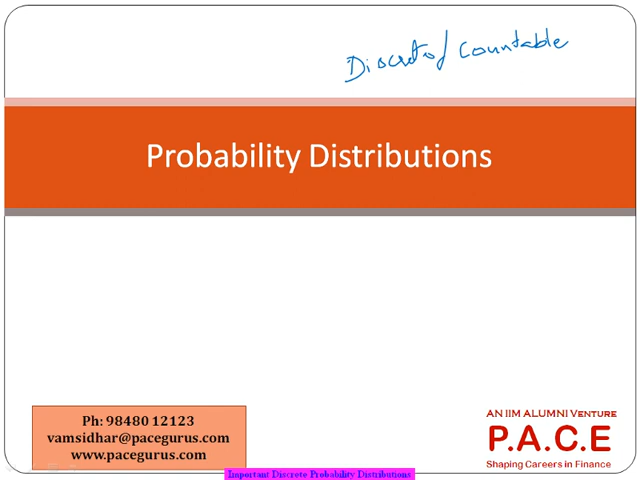 Discrete/ Countable
Probability Distributions
Ph: 98480 12123
vamsidhar@pacegurus.com
www.pacegurus.com
AN IIM ALUMNI VENTURE
P.A.C.E
Shaping Careers in Finance
Important Discrete Probability Distributions